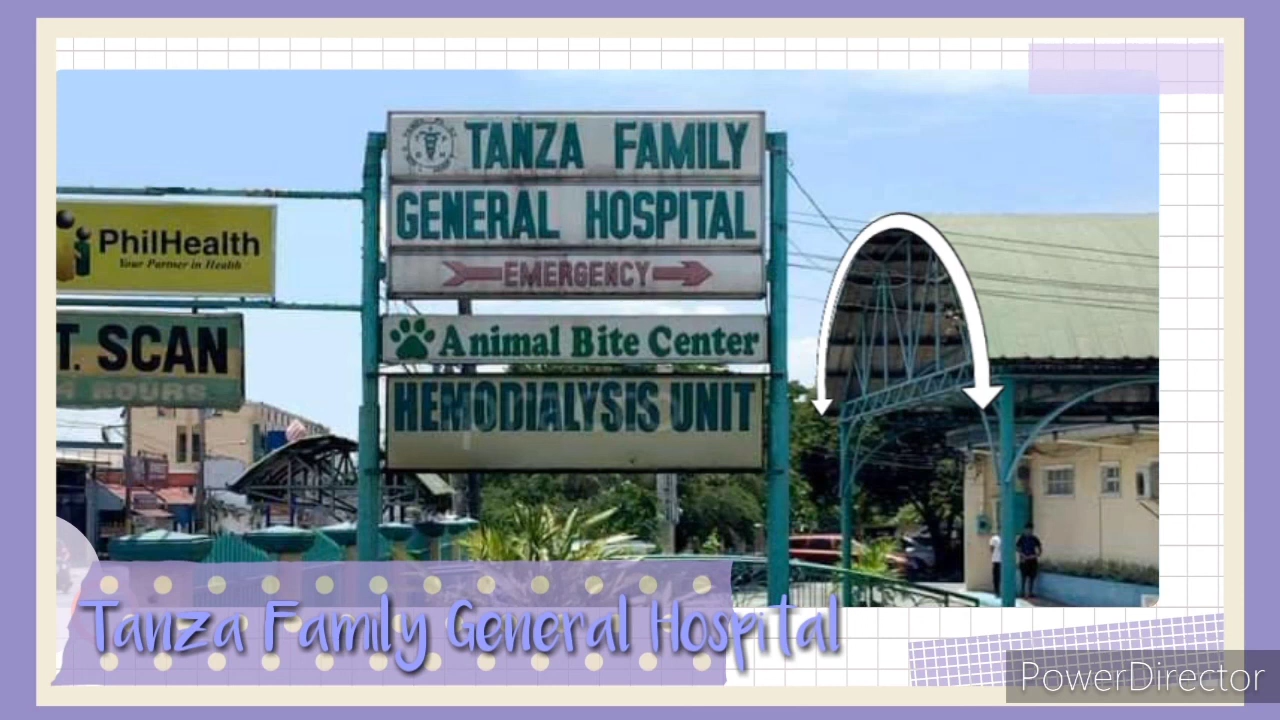 TANZA FAMILY
GENERAL HOSPITAL
EMERGENCY
Animal Bite Center
HEMODIALYSIS UNIT
PhilHealth
Your Partner in Health
T. SCAN
HOURS
Tanza Family General Hospital
PowerDirector